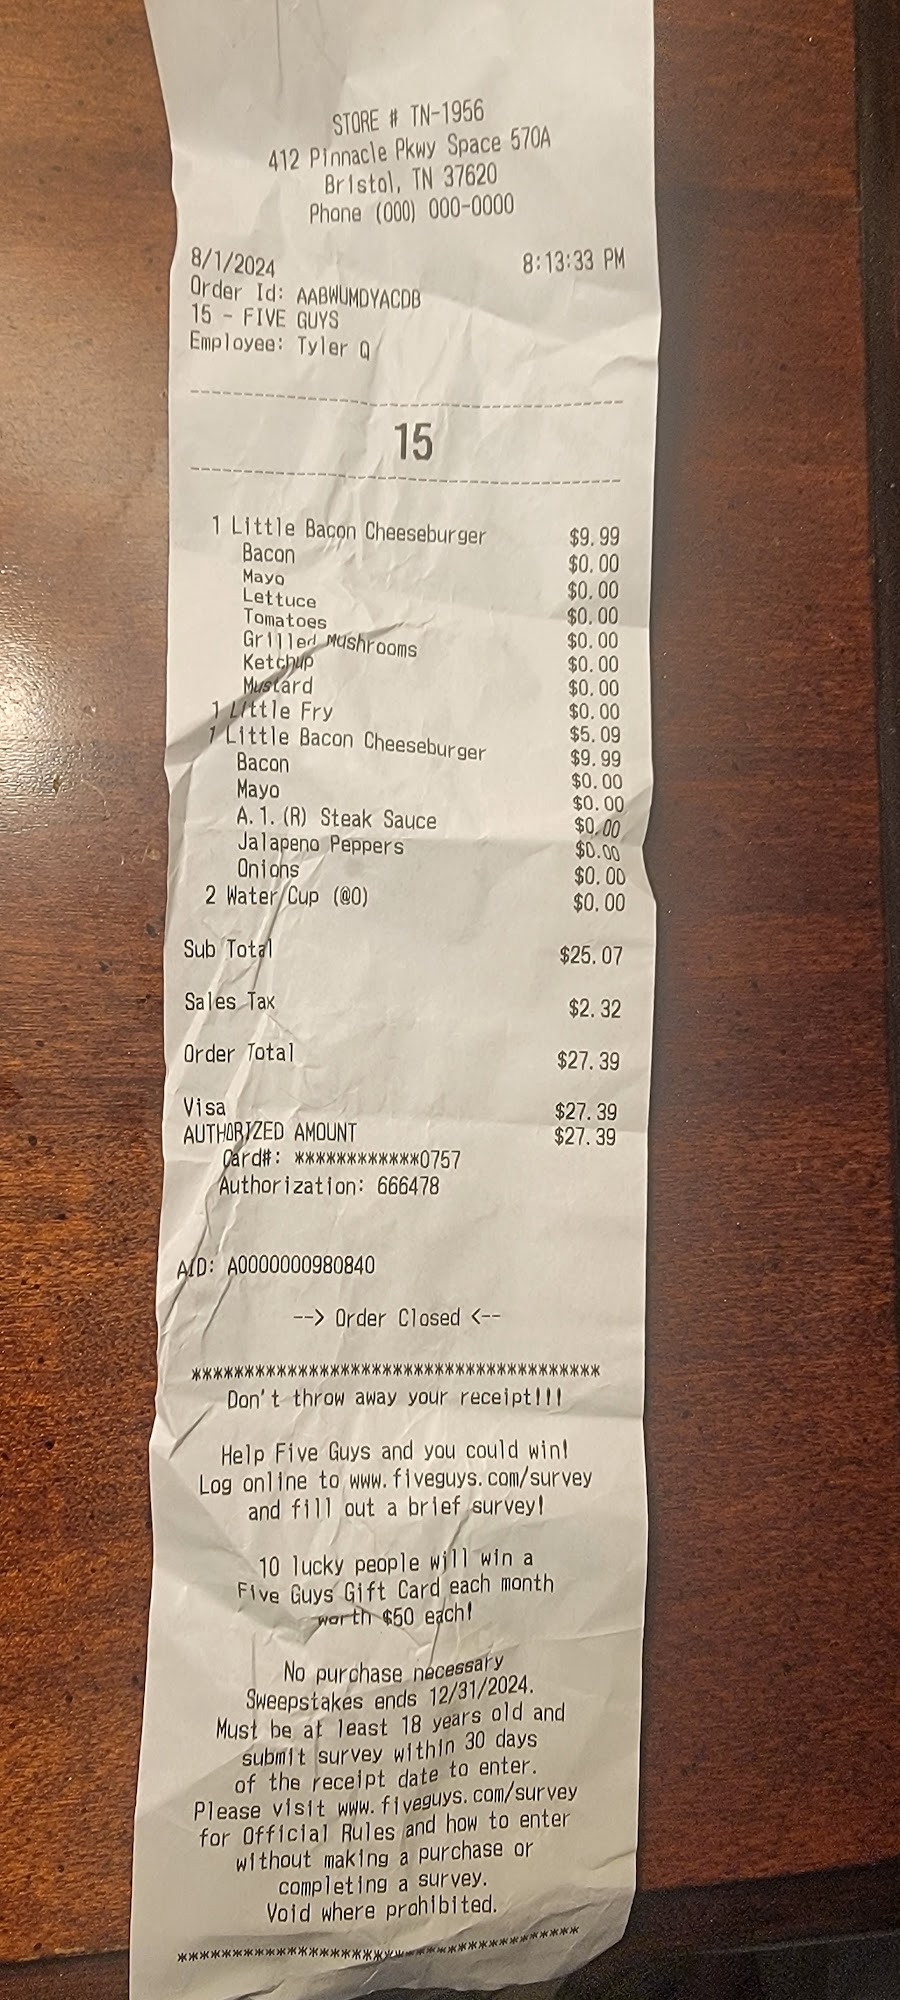 STORE # TN-1956
412 Pinnacle Pkwy Space 570A
Bristol, TN 37620
Phone (000) 000-0000
8/1/2024 8:13:33 PM
Order Id: AABWUMDYACDB
15 - FIVE GUYS
Employee: Tyler Q
15
1 Little Bacon Cheeseburger $9.99
Bacon $0.00
Mayo $0.00
Lettuce $0.00
Tomatoes $0.00
Grilled Mushrooms $0.00
Ketchup $0.00
Mustard $0.00
1 Little Fry $5.09
1 Little Bacon Cheeseburger $9.99
Bacon $0.00
Mayo $0.00
A.1.(R) Steak Sauce $0.00
Jalapeno Peppers $0.00
Onions $0.00
2 Water Cup (@0) $0.00
Sub Total $25.07
Sales Tax $2.32
Order Total $27.39
Visa $27.39
AUTHORIZED AMOUNT $27.39
Card#: ************0757
Authorization: 666478
AID: A0000000980840
--> Order Closed <--
***************************************
Don't throw away your receipt!!!
Help Five Guys and you could win!
Log online to www.fiveguys.com/survey
and fill out a brief survey!
10 lucky people will win a
Five Guys Gift Card each month
worth $50 each!
No purchase necessary
Sweepstakes ends 12/31/2024.
Must be at least 18 years old and
submit survey within 30 days
of the receipt date to enter.
Please visit www.fiveguys.com/survey
for Official Rules and how to enter
without making a purchase or
completing a survey.
Void where prohibited.
***************************************